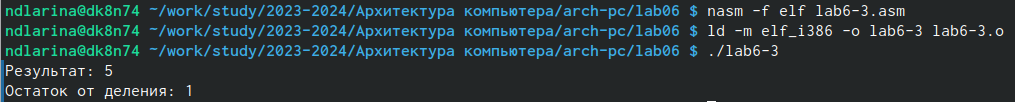 ndlarina@dk8n74 ~/work/study/2023-2024/Архитектура компьютера/arch-pc/lab06 $ nasm -f elf lab6-3.asm
ndlarina@dk8n74 ~/work/study/2023-2024/Архитектура компьютера/arch-pc/lab06 $ ld -m elf_i386 -o lab6-3 lab6-3.o
ndlarina@dk8n74 ~/work/study/2023-2024/Архитектура компьютера/arch-pc/lab06 $ ./lab6-3
Результат: 5
Остаток от деления: 1